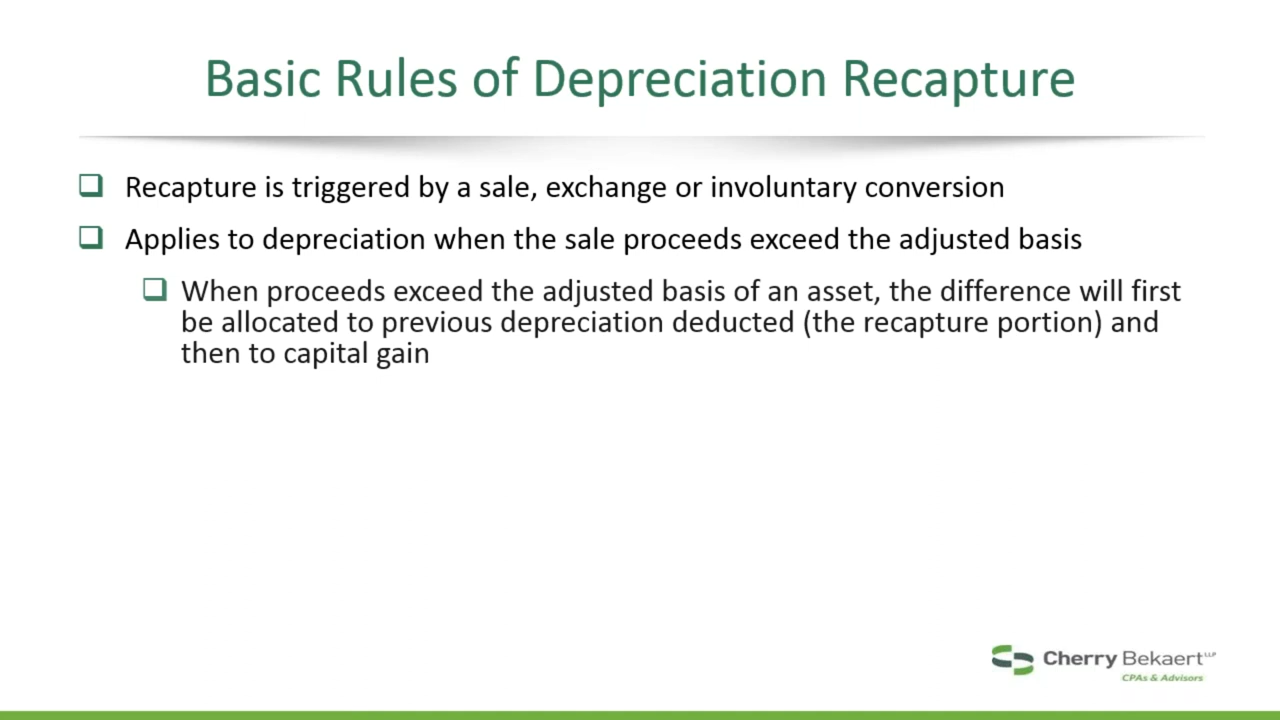 Basic Rules of Depreciation Recapture
Recapture is triggered by a sale, exchange or involuntary conversion
Applies to depreciation when the sale proceeds exceed the adjusted basis
When proceeds exceed the adjusted basis of an asset, the difference will first
be allocated to previous depreciation deducted (the recapture portion) and
then to capital gain
Cherry Bekaert LLP
CPAs & Advisors